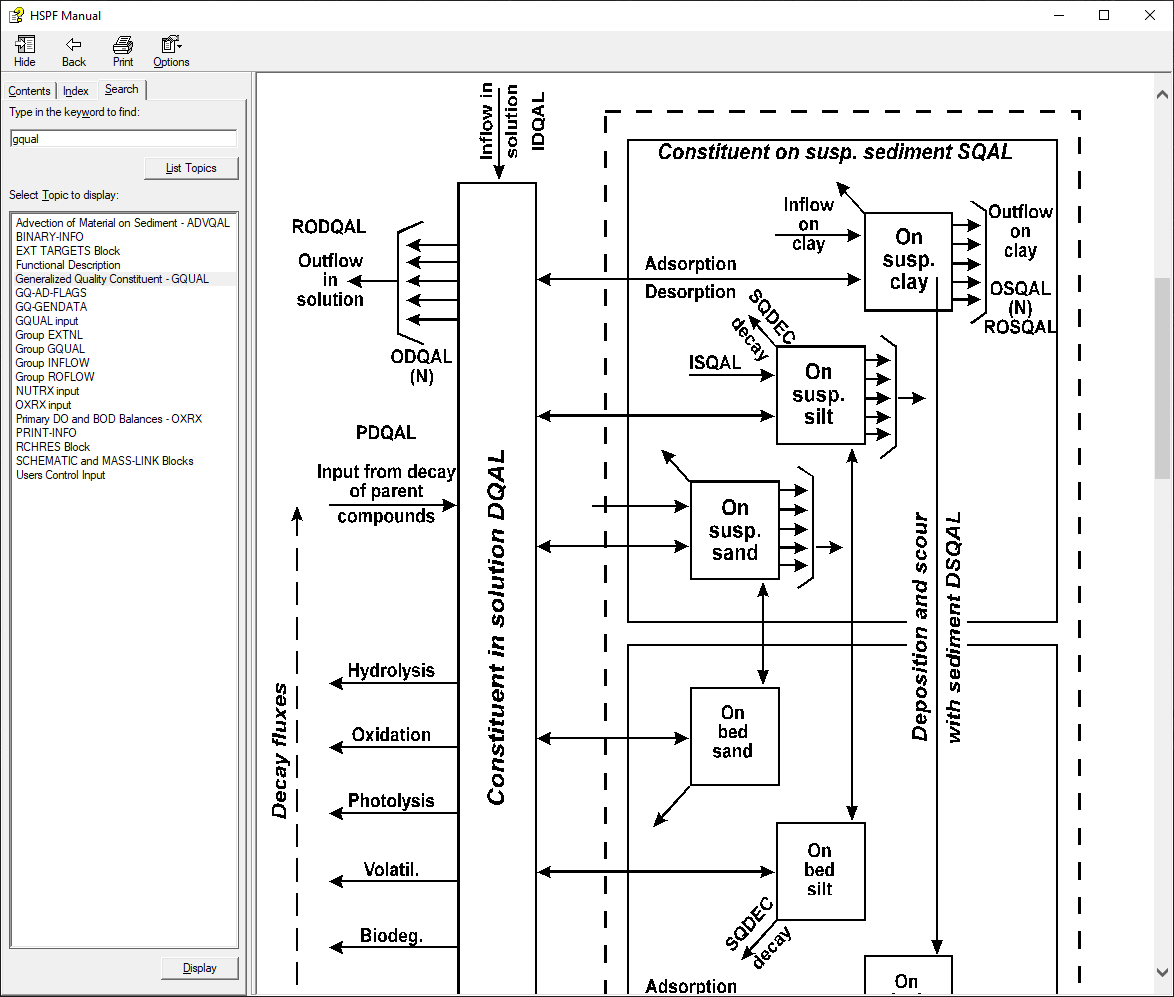 HSPF Manual
Hide
Back
Print
Options
Contents
Index
Search
Type in the keyword to find:
gqual
List Topics
Select Topic to display:
Advection of Material on Sediment - ADVQAL
BINARY-INFO
EXT TARGETS Block
Functional Description
Generalized Quality Constituent - GQUAL
GQ-AD-FLAGS
GQ-GENDATA
GQUAL input
Group EXTNL
Group GQUAL
Group INFLOW
Group ROFLOW
NUTRX input
OXRX input
Primary DO and BOD Balances - OXRX
PRINT-INFO
RCHRES Block
SCHEMATIC and MASS-LINK Blocks
Users Control Input
Display
Inflow in
solution
IDQAL
RODQAL
Outflow
in
solution
ODQAL
(N)
PDQAL
Input from decay
of parent
compounds
Decay fluxes
Hydrolysis
Oxidation
Photolysis
Volatil.
Biodeg.
Constituent in solution DQAL
Constituent on susp. sediment SQAL
Inflow
on
clay
On
susp.
clay
Outflow
on
clay
OSQAL
(N)
ROSQAL
Adsorption
Desorption
SQDEC
decay
ISQAL
On
susp.
silt
On
susp.
sand
Deposition and scour
with sediment DSQAL
On
bed
sand
On
bed
silt
SQDEC
decay
Adsorption
On